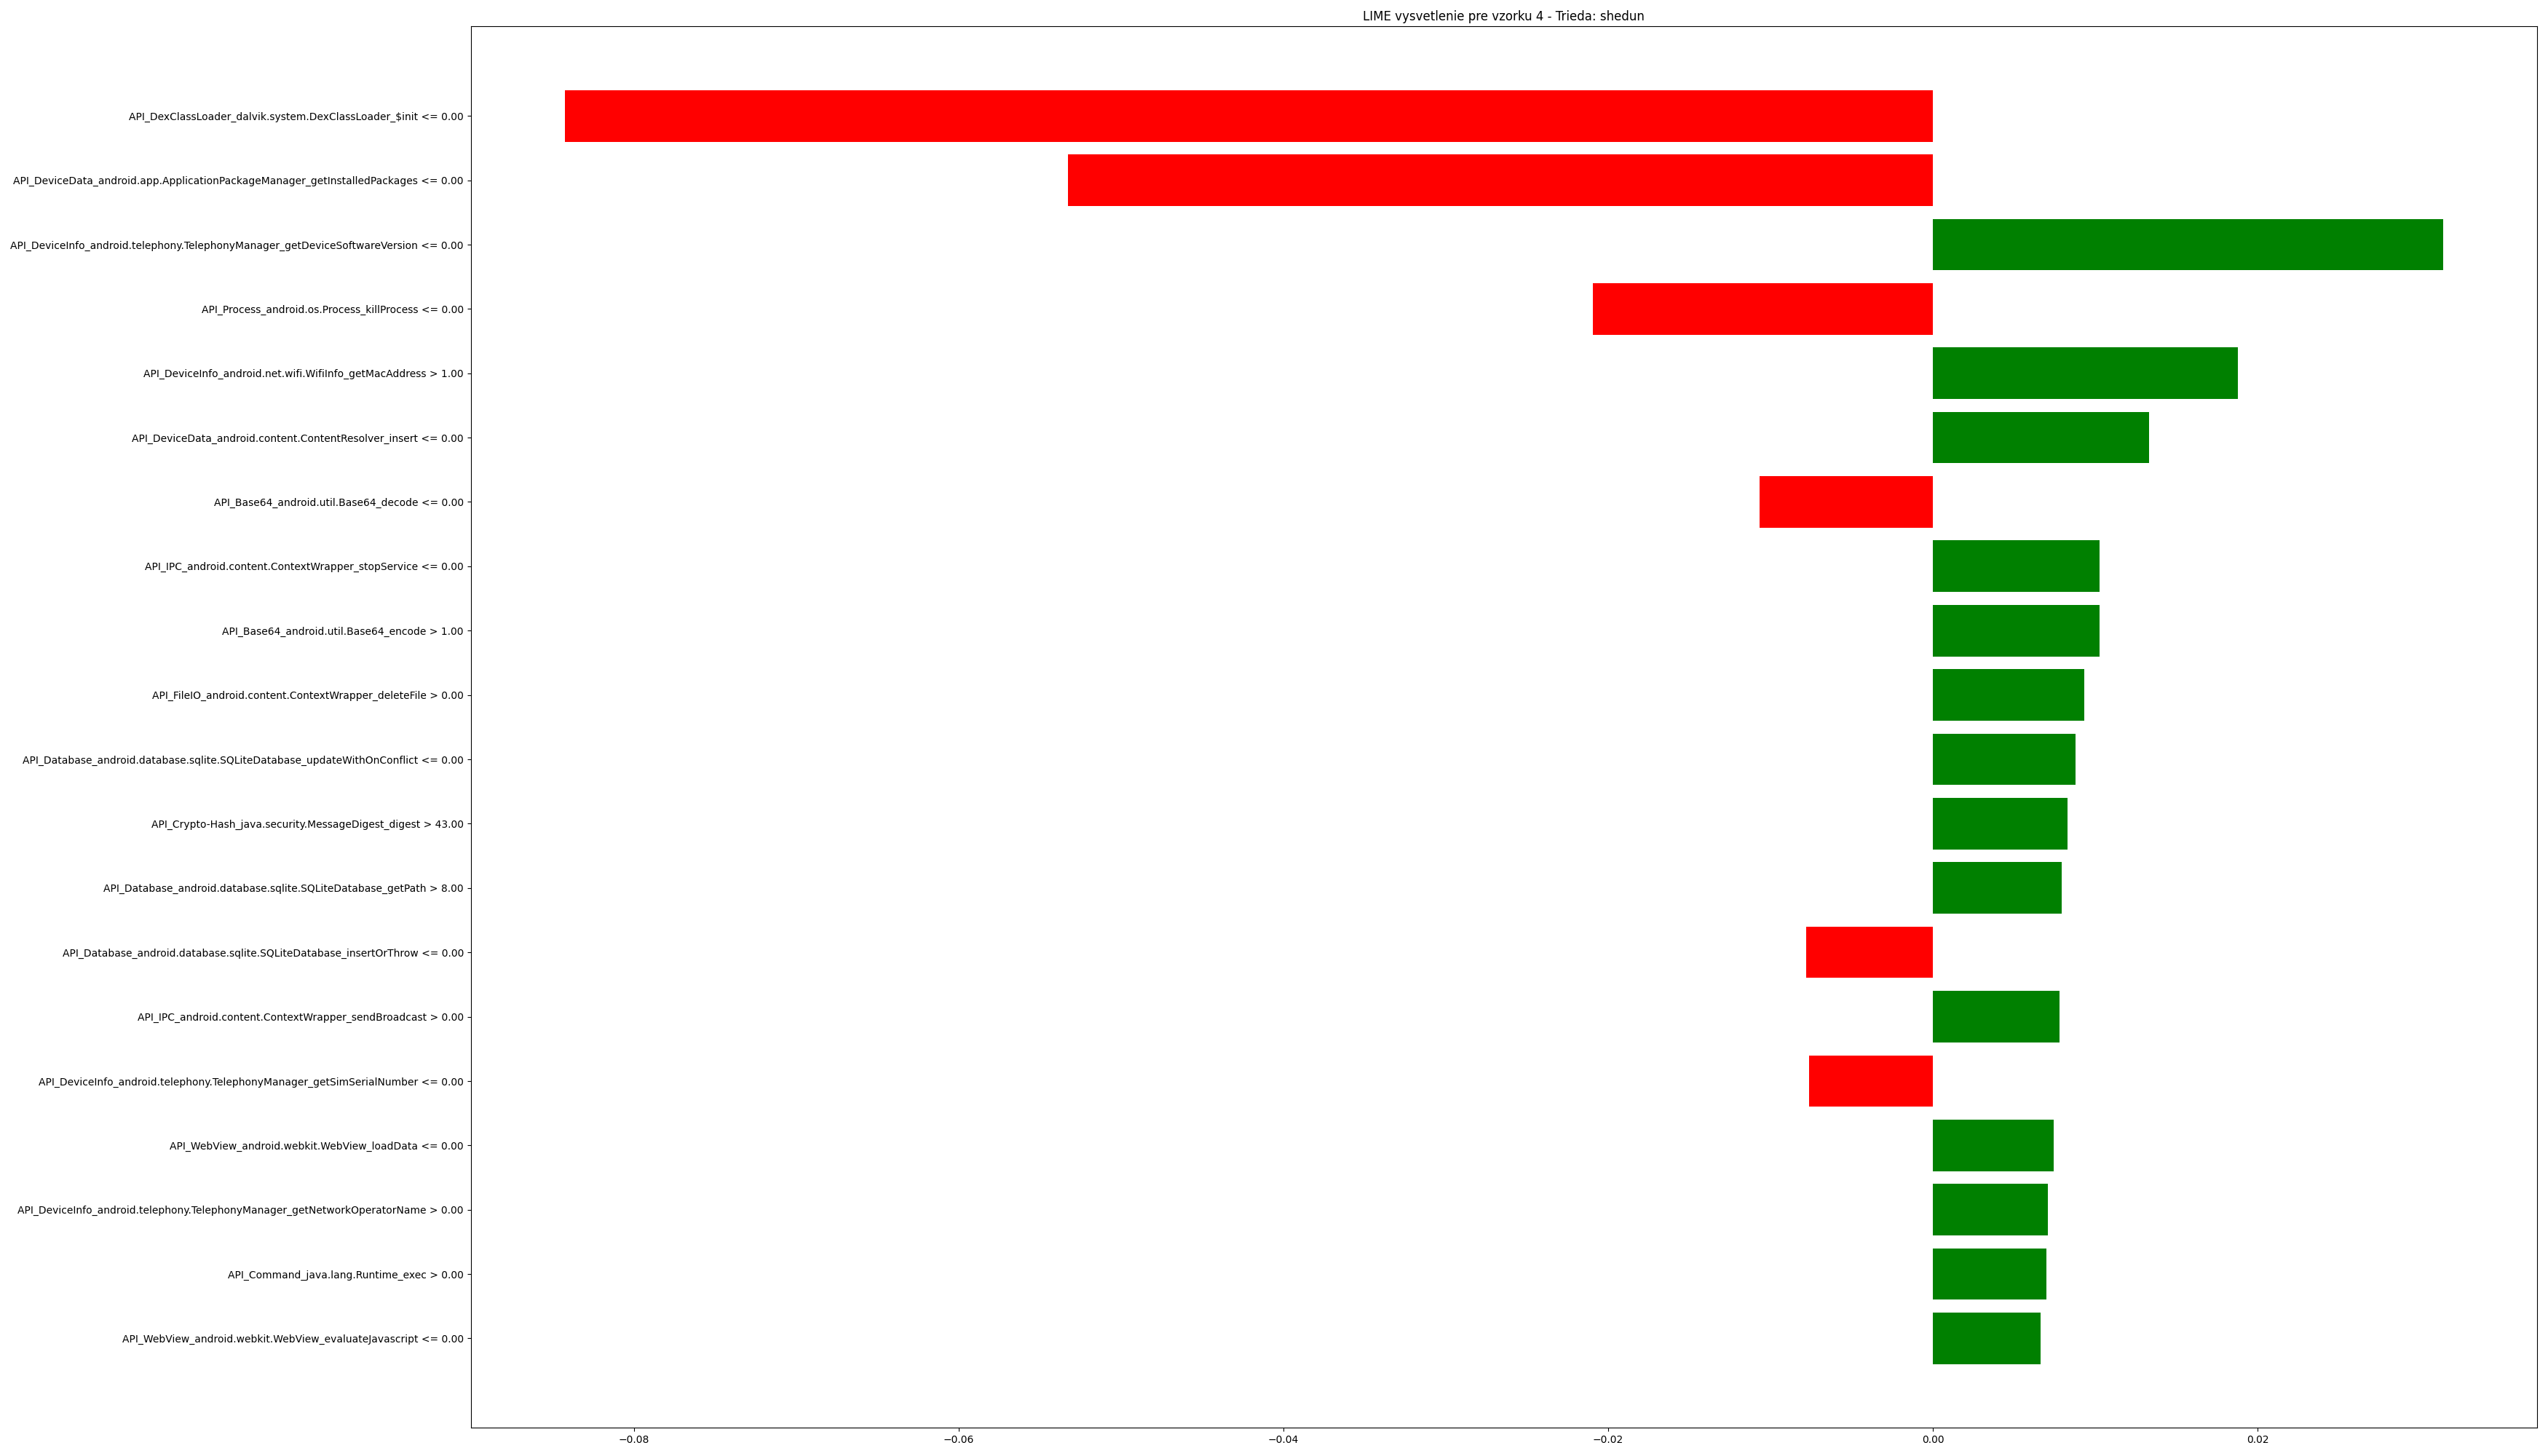 LIME vysvetlenie pre vzorku 4 - Trieda: shedun
API_DexClassLoader_dalvik.system.DexClassLoader_$init <= 0.00
API_DeviceData_android.app.ApplicationPackageManager_getInstalledPackages <= 0.00
API_DeviceInfo_android.telephony.TelephonyManager_getDeviceSoftwareVersion <= 0.00
API_Process_android.os.Process_killProcess <= 0.00
API_DeviceInfo_android.net.wifi.WifiInfo_getMacAddress > 1.00
API_DeviceData_android.content.ContentResolver_insert <= 0.00
API_Base64_android.util.Base64_decode <= 0.00
API_IPC_android.content.ContextWrapper_stopService <= 0.00
API_Base64_android.util.Base64_encode > 1.00
API_FileIO_android.content.ContextWrapper_deleteFile > 0.00
API_Database_android.database.sqlite.SQLiteDatabase_updateWithOnConflict <= 0.00
API_Crypto-Hash_java.security.MessageDigest_digest > 43.00
API_Database_android.database.sqlite.SQLiteDatabase_getPath > 8.00
API_Database_android.database.sqlite.SQLiteDatabase_insertOrThrow <= 0.00
API_IPC_android.content.ContextWrapper_sendBroadcast > 0.00
API_DeviceInfo_android.telephony.TelephonyManager_getSimSerialNumber <= 0.00
API_WebView_android.webkit.WebView_loadData <= 0.00
API_DeviceInfo_android.telephony.TelephonyManager_getNetworkOperatorName > 0.00
API_Command_java.lang.Runtime_exec > 0.00
API_WebView_android.webkit.WebView_evaluateJavascript <= 0.00
−0.08 −0.06 −0.04 −0.02 0.00 0.02